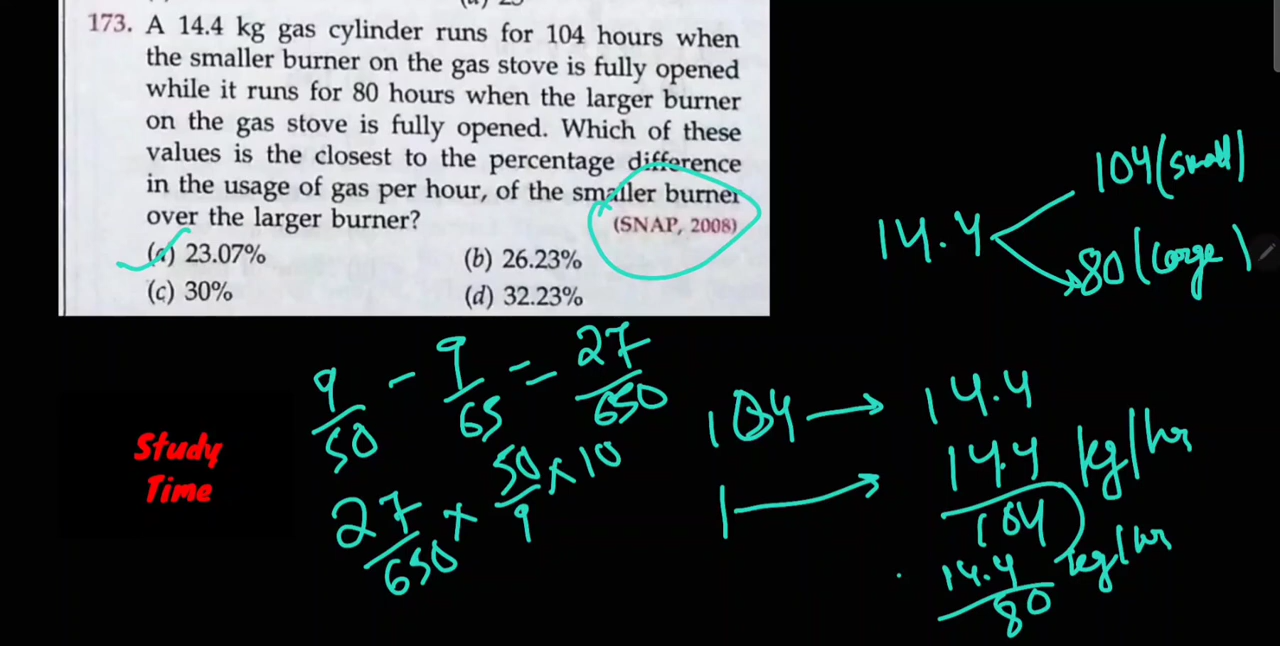 173. A 14.4 kg gas cylinder runs for 104 hours when
the smaller burner on the gas stove is fully opened
while it runs for 80 hours when the larger burner
on the gas stove is fully opened. Which of these
values is the closest to the percentage difference
in the usage of gas per hour, of the smaller burner
over the larger burner?
(SNAP, 2008)
(a) 23.07%
(b) 26.23%
(c) 30%
(d) 32.23%
14.4
104 (small)
80 (large)
9/50 - 9/65 = 27/650
27/650 × 50/9 × 10
104 → 14.4
1 → 14.4/104 kg/hr
14.4/80 kg/hr
Study
Time